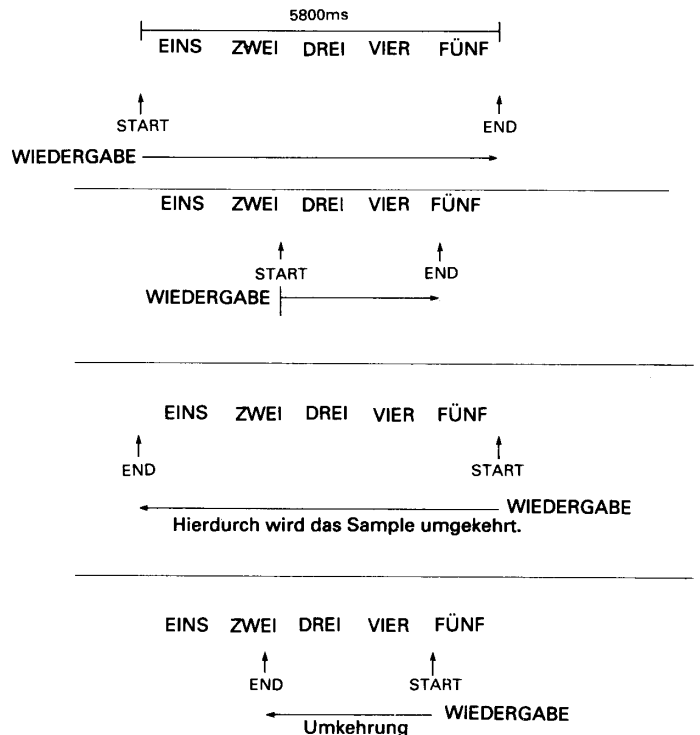 5800ms
EINS ZWEI DREI VIER FÜNF
START END
WIEDERGABE
EINS ZWEI DREI VIER FÜNF
START END
WIEDERGABE
EINS ZWEI DREI VIER FÜNF
END START
WIEDERGABE
Hierdurch wird das Sample umgekehrt.
EINS ZWEI DREI VIER FÜNF
END START
WIEDERGABE
Umkehrung